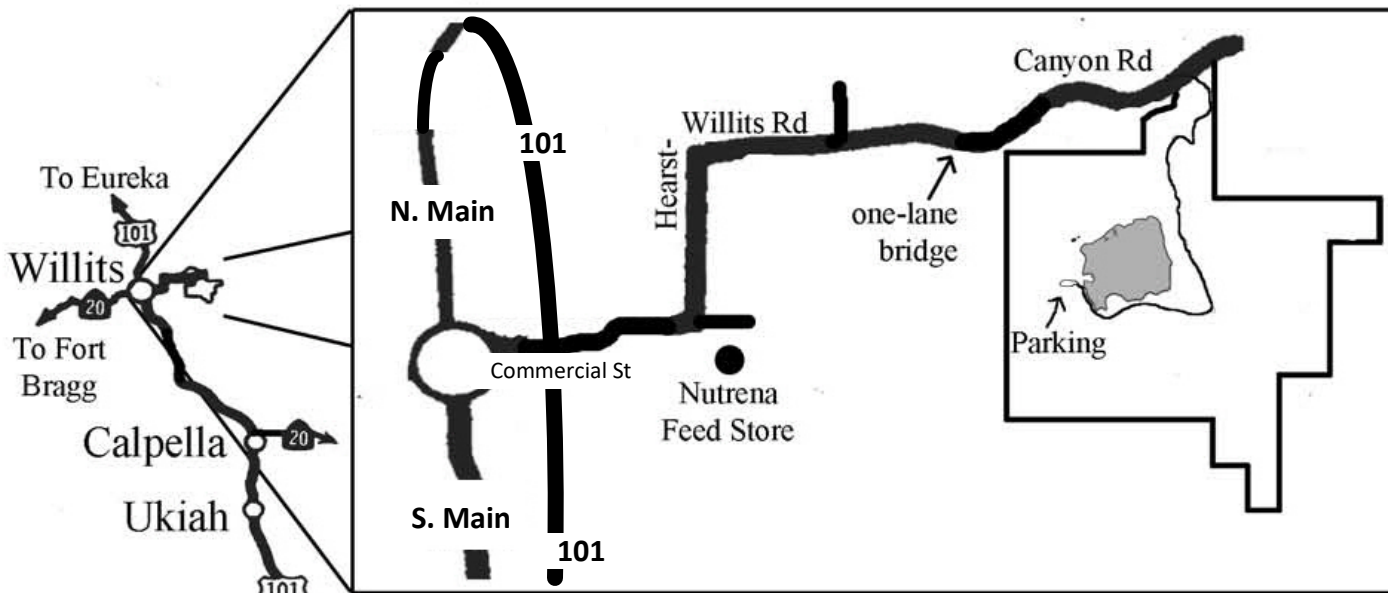 To Eureka
101
Willits
20
To Fort
Bragg
Calpella
20
Ukiah
101
N. Main
101
S. Main
101
Commercial St
Hearst-
Willits Rd
Canyon Rd
one-lane
bridge
Nutrena
Feed Store
Parking